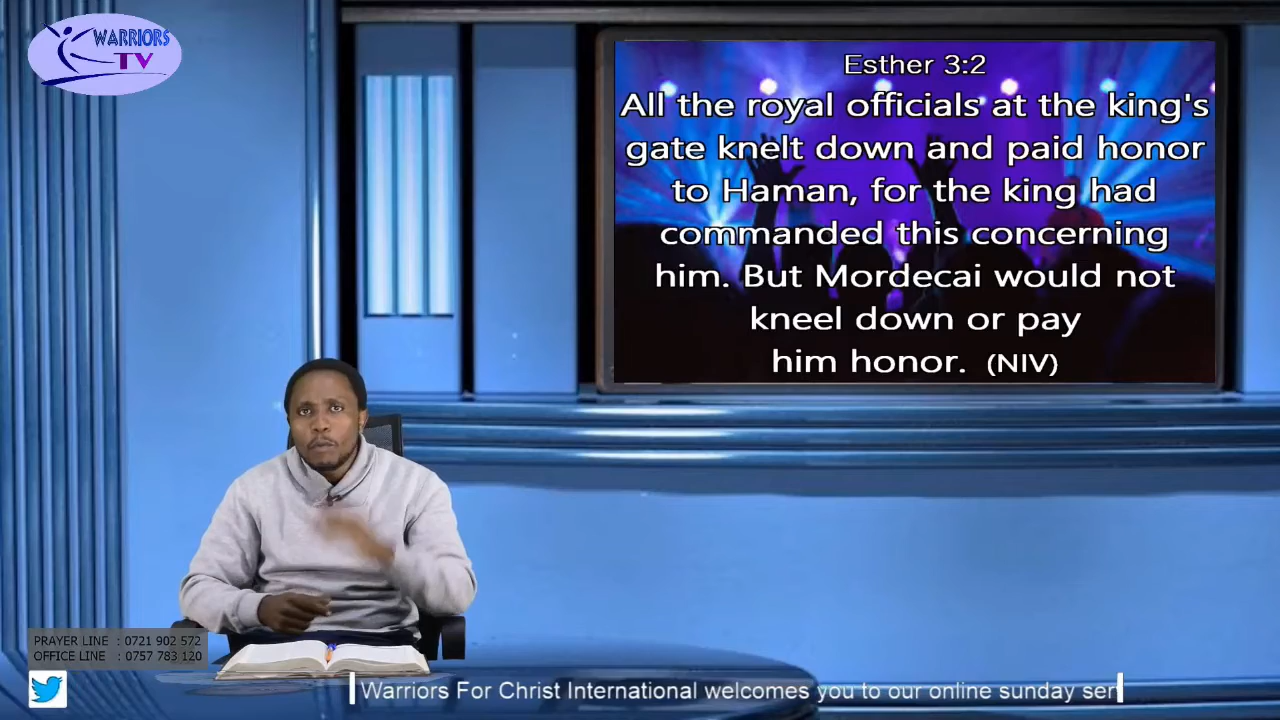 WARRIORS
TV
Esther 3:2
All the royal officials at the king's
gate knelt down and paid honor
to Haman, for the king had
commanded this concerning
him. But Mordecai would not
kneel down or pay
him honor. (NIV)
PRAYER LINE : 0721 902 572
OFFICE LINE : 0757 783 120
Warriors For Christ International welcomes you to our online sunday ser